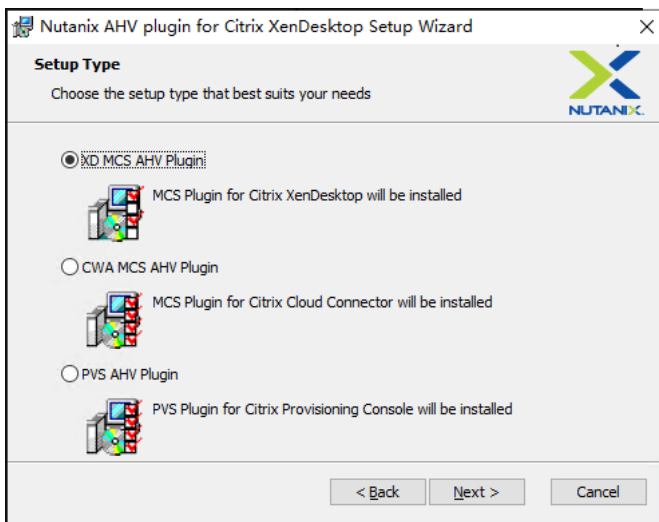 Nutanix AHV plugin for Citrix XenDesktop Setup Wizard
Setup Type
Choose the setup type that best suits your needs
NUTANIX.
XD MCS AHV Plugin
MCS Plugin for Citrix XenDesktop will be installed
CWA MCS AHV Plugin
MCS Plugin for Citrix Cloud Connector will be installed
PVS AHV Plugin
PVS Plugin for Citrix Provisioning Console will be installed
< Back Next > Cancel